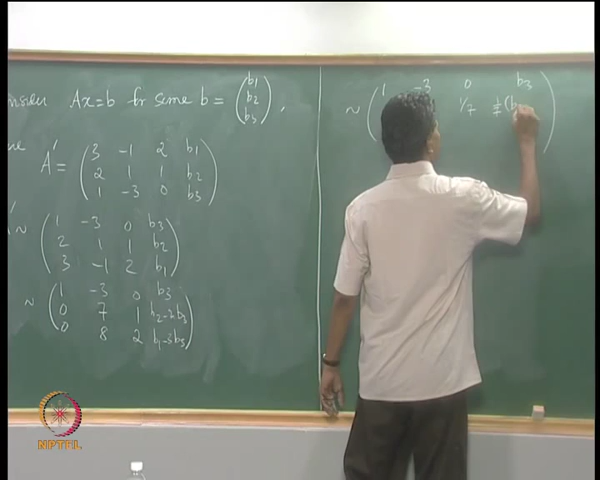 Ax=b for some b = (b1
b2
b3),
A' = (3 -1 2 b1
2 1 1 b2
1 -3 0 b3)
~ (1 -3 0 b3
2 1 1 b2
3 -1 2 b1)
~ (1 -3 0 b3
0 7 1 b2-2b3
0 8 2 b1-3b3)
~ (1 -3 0 b3
1/7 1/7 (b
NPTEL